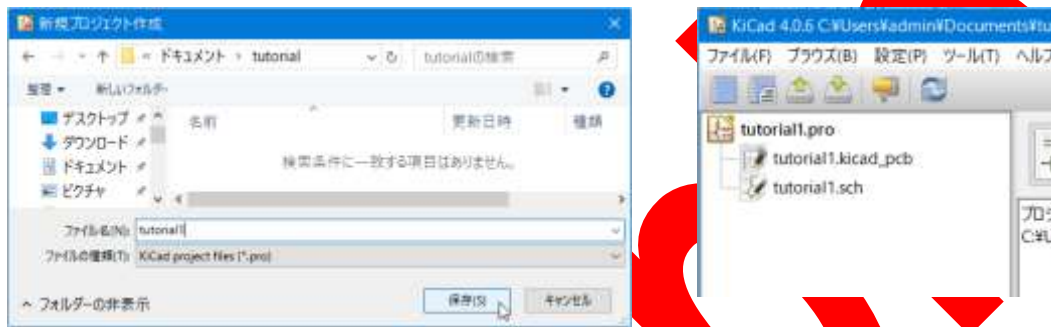 新規プロジェクト作成
« ドキュメント › tutorial
tutorialの検索
整理
新しいフォルダー
デスクトップ
ダウンロード
ドキュメント
ピクチャ
名前
更新日時
種類
検索条件に一致する項目はありません。
ファイル名(N): tutorial1
ファイルの種類(T): KiCad project files (*.pro)
フォルダーの非表示
保存(S)
キャンセル
KiCad 4.0.6 C:¥Users¥admin¥Documents¥tu
ファイル(F) ブラウズ(B) 設定(P) ツール(T) ヘルプ
tutorial1.pro
tutorial1.kicad_pcb
tutorial1.sch
プロジ
C:¥U